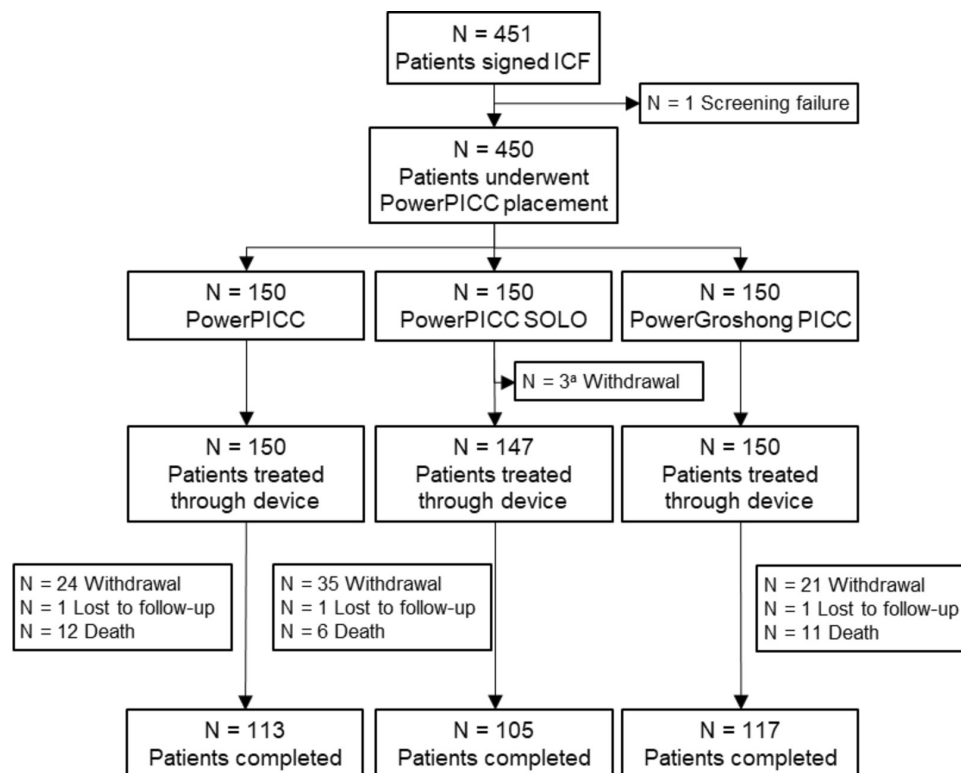 N = 451
Patients signed ICF
N = 1 Screening failure
N = 450
Patients underwent
PowerPICC placement
N = 150
PowerPICC
N = 150
PowerPICC SOLO
N = 150
PowerGroshong PICC
N = 3ª Withdrawal
N = 150
Patients treated
through device
N = 147
Patients treated
through device
N = 150
Patients treated
through device
N = 24 Withdrawal
N = 1 Lost to follow-up
N = 12 Death
N = 35 Withdrawal
N = 1 Lost to follow-up
N = 6 Death
N = 21 Withdrawal
N = 1 Lost to follow-up
N = 11 Death
N = 113
Patients completed
N = 105
Patients completed
N = 117
Patients completed